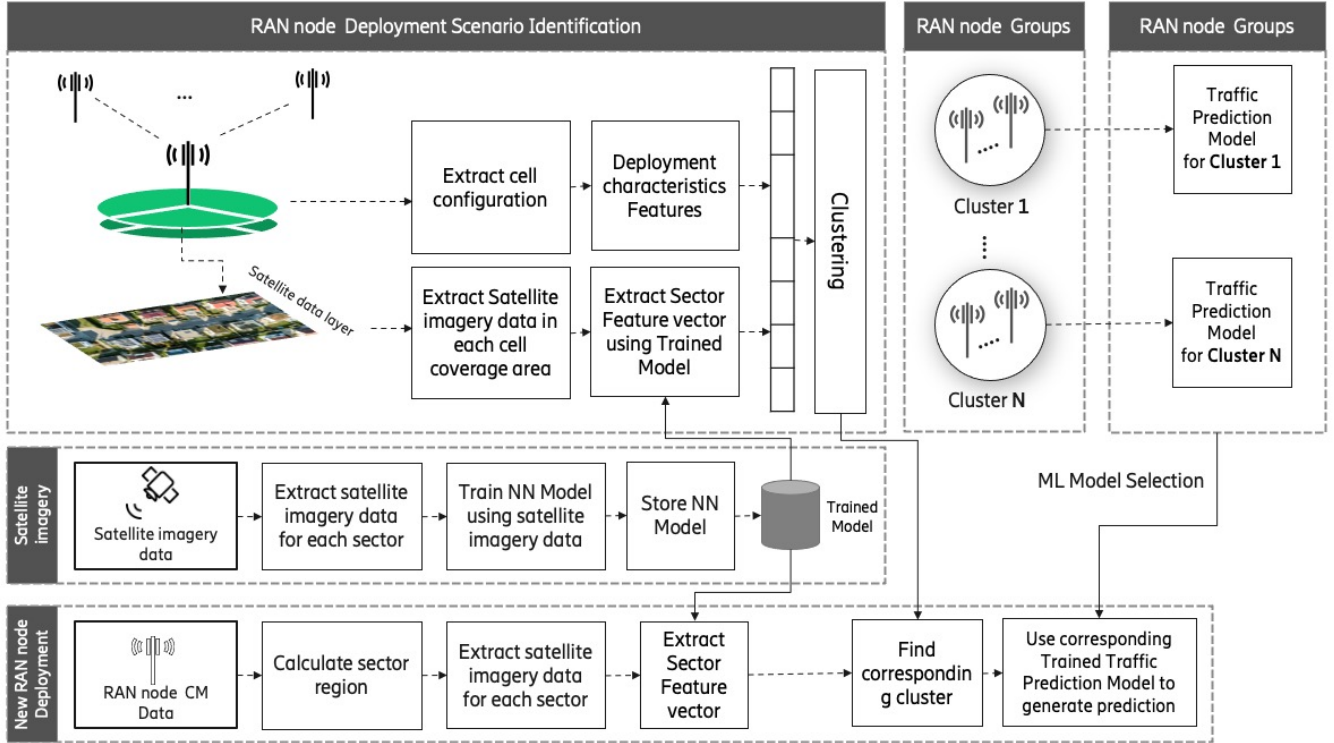 RAN node Deployment Scenario Identification
RAN node Groups
RAN node Groups
...
Extract cell
configuration
Deployment
characteristics
Features
Satellite data layer
Extract Satellite
imagery data in
each cell
coverage area
Extract Sector
Feature vector
using Trained
Model
Clustering
Cluster 1
Cluster N
Traffic
Prediction
Model
for Cluster 1
Traffic
Prediction
Model
for Cluster N
ML Model Selection
Satellite
imagery
Satellite imagery
data
Extract satellite
imagery data
for each sector
Train NN Model
using satellite
imagery data
Store NN
Model
Trained
Model
New RAN node
Deployment
RAN node CM
Data
Calculate sector
region
Extract satellite
imagery data
for each sector
Extract
Sector
Feature
vector
Find
correspondin
g cluster
Use corresponding
Trained Traffic
Prediction Model to
generate prediction